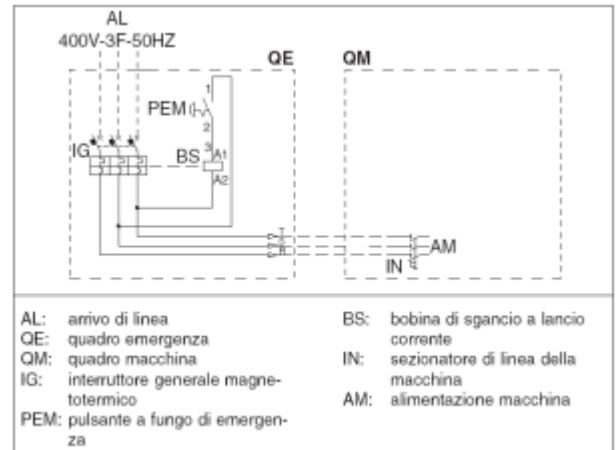 AL
400V-3F-50HZ
QE
QM
1
PEM
2
IG
3
BS
A1
A2
AM
IN
AL: arrivo di linea
QE: quadro emergenza
QM: quadro macchina
IG: interruttore generale magne-
totermico
PEM: pulsante a fungo di emergen-
za
BS: bobina di sgancio a lancio
corrente
IN: sezionatore di linea della
macchina
AM: alimentazione macchina